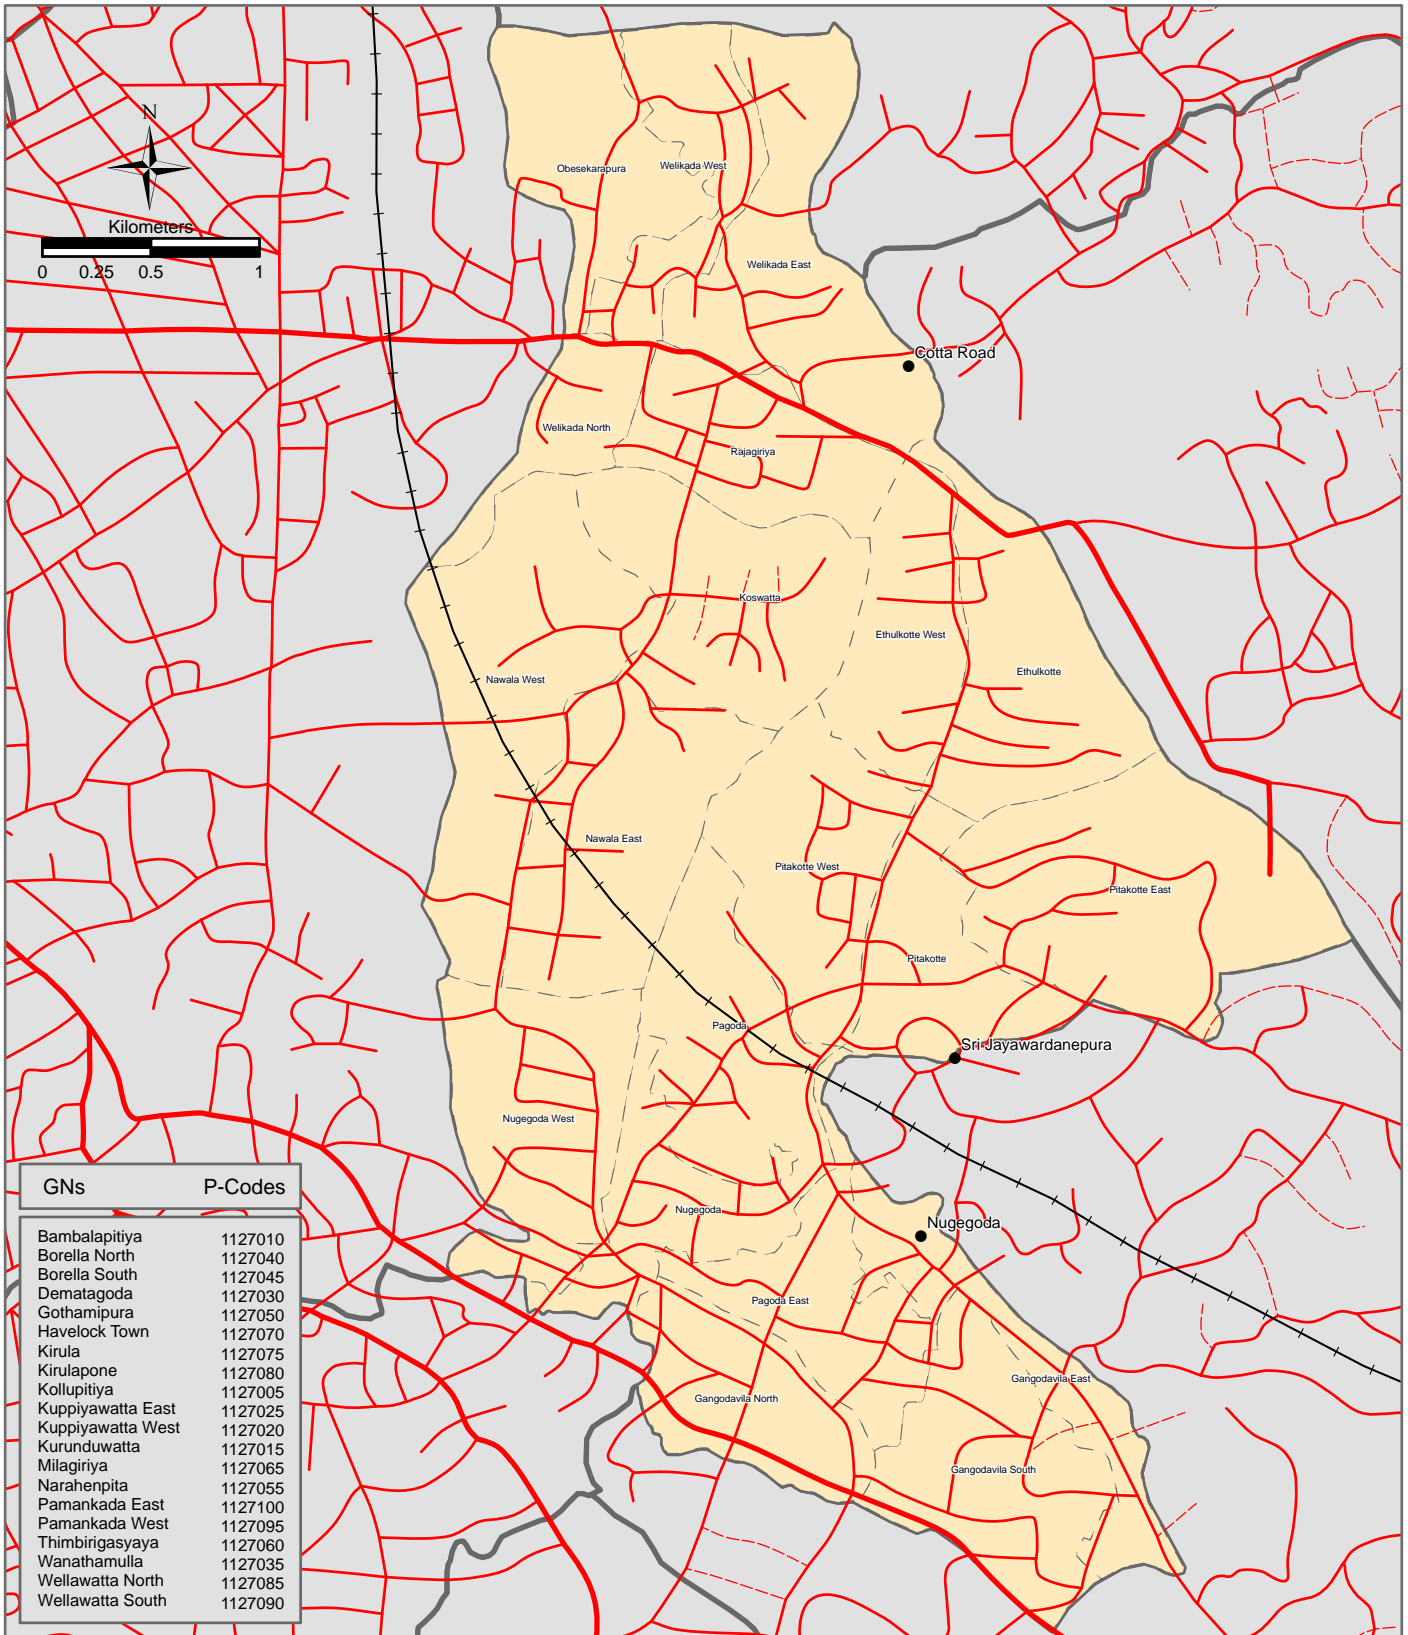 N
Kilometers
0 0.25 0.5 1
Obesekarapura
Welikada West
Welikada East
Cotta Road
Welikada North
Rajagiriya
Koswatta
Ethulkotte West
Ethulkotte
Nawala West
Nawala East
Pitakotte West
Pitakotte East
Pitakotte
Pagoda
Sri Jayawardanepura
Nugegoda West
Nugegoda
Nugegoda
Pagoda East
Gangodavila East
Gangodavila North
Gangodavila South
GNs P-Codes
Bambalapitiya 1127010
Borella North 1127040
Borella South 1127045
Dematagoda 1127030
Gothamipura 1127050
Havelock Town 1127070
Kirula 1127075
Kirulapone 1127080
Kollupitiya 1127005
Kuppiyawatta East 1127025
Kuppiyawatta West 1127020
Kurunduwatta 1127015
Milagiriya 1127065
Narahenpita 1127055
Pamankada East 1127100
Pamankada West 1127095
Thimbirigasyaya 1127060
Wanathamulla 1127035
Wellawatta North 1127085
Wellawatta South 1127090